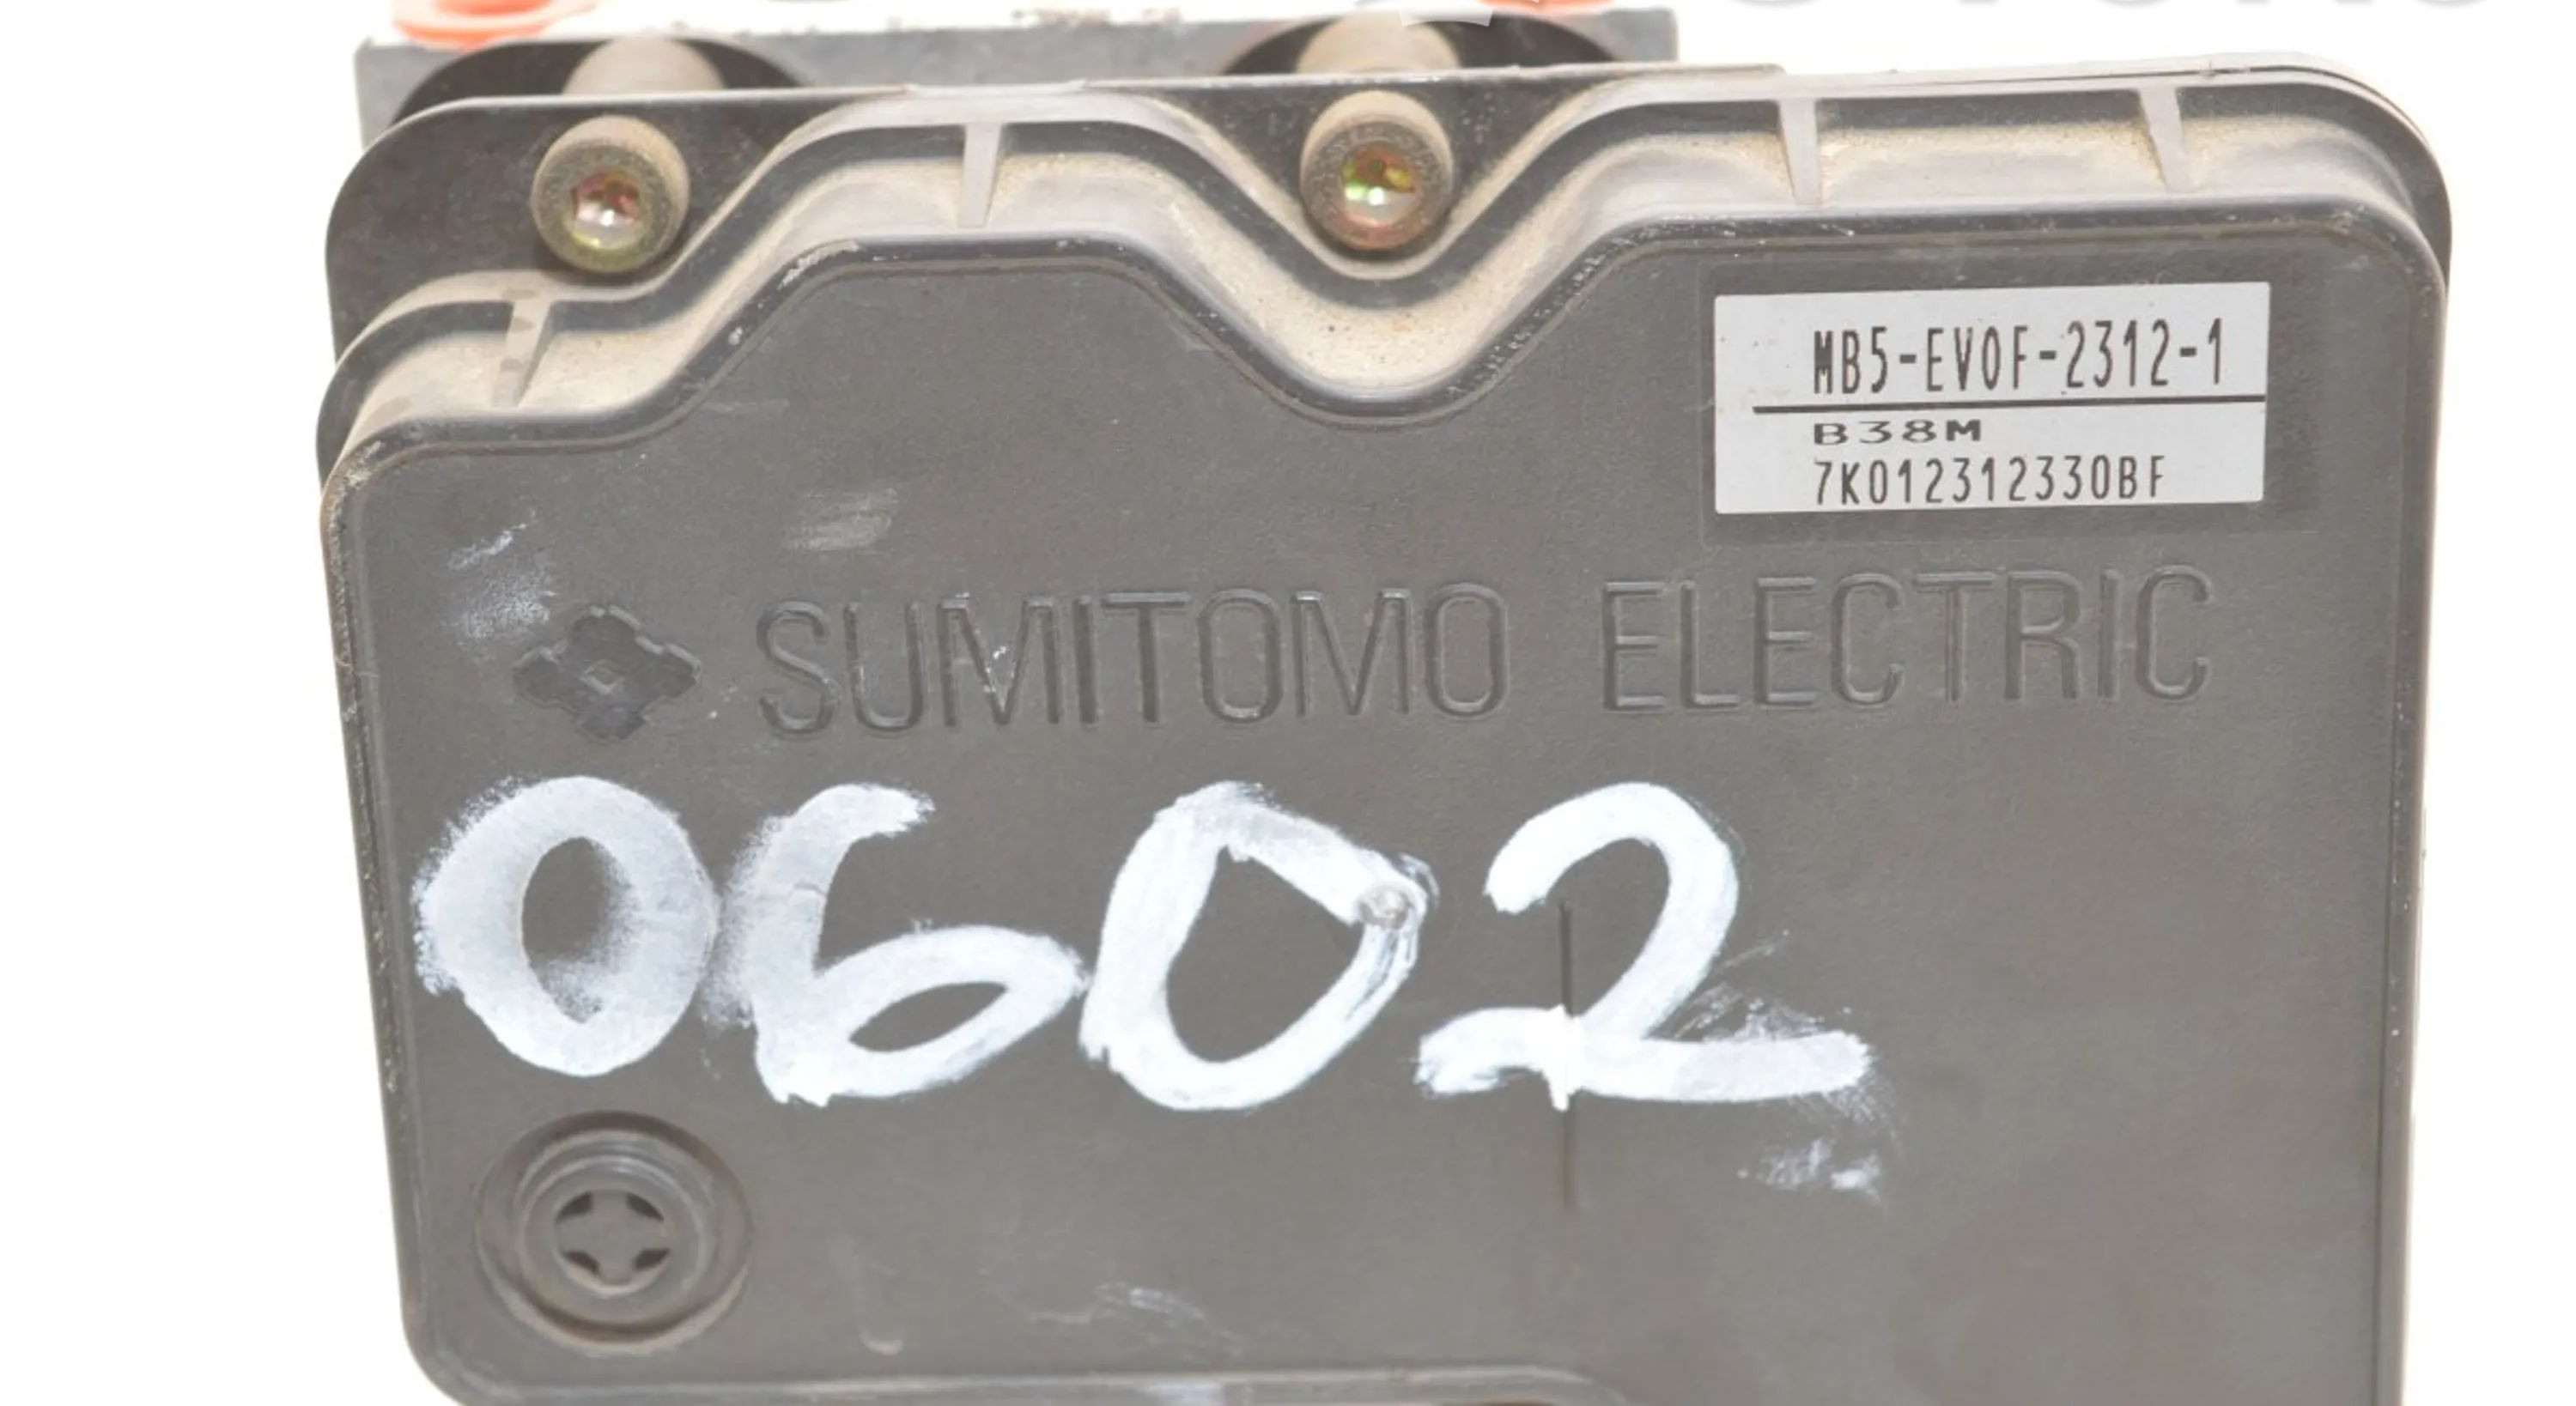 MB5-EV0F-2312-1
B38M
7K012312330BF
SUMITOMO ELECTRIC
0602